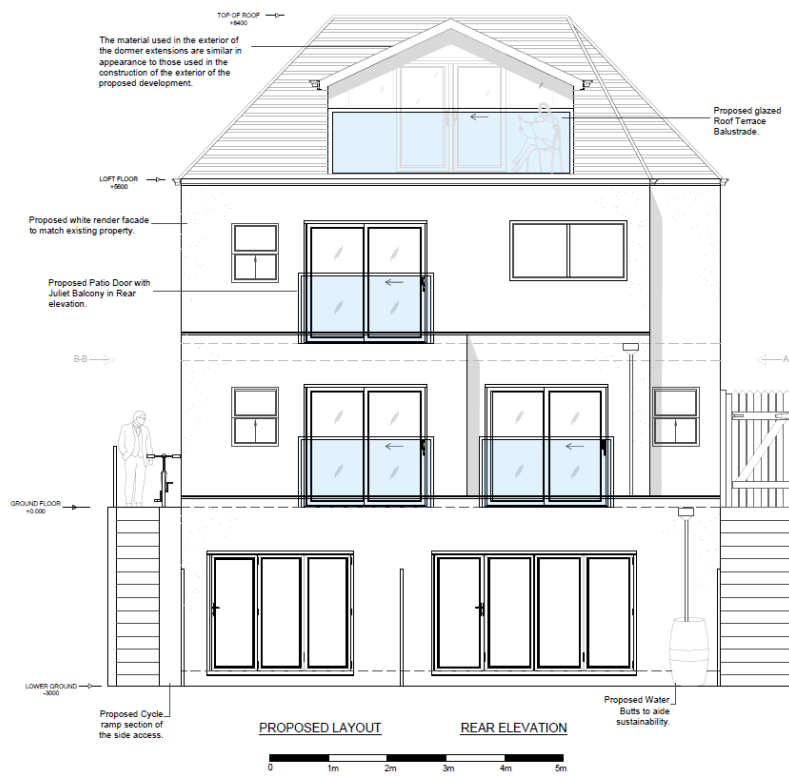 TOP OF ROOF
+8400
The material used in the exterior of
the dormer extensions are similar in
appearance to those used in the
construction of the exterior of the
proposed development.
Proposed glazed
Roof Terrace
Balustrade.
LOFT FLOOR
+5600
Proposed white render facade
to match existing property.
Proposed Patio Door with
Juliet Balcony in Rear
elevation.
B-B
A
GROUND FLOOR
+0.000
LOWER GROUND
-3000
Proposed Cycle
ramp section of
the side access.
Proposed Water
Butts to aide
sustainability.
PROPOSED LAYOUT
REAR ELEVATION
0 1m 2m 3m 4m 5m